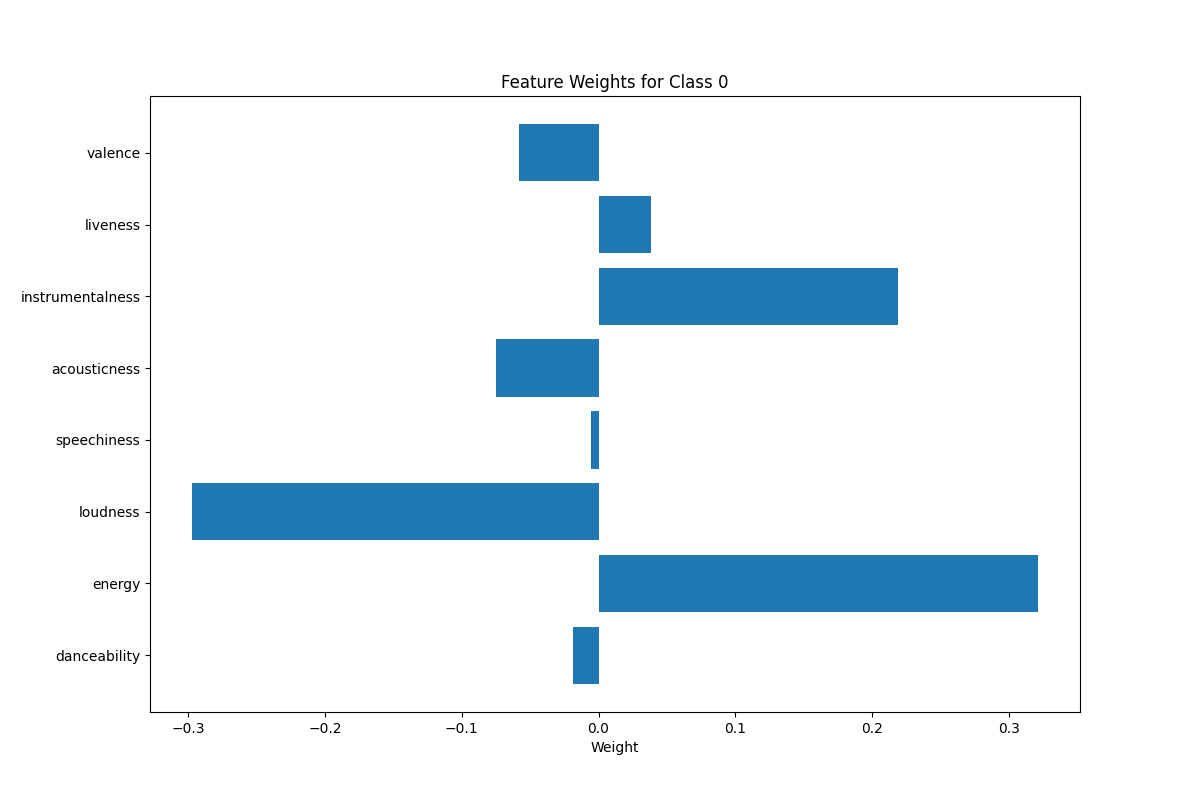 Feature Weights for Class 0
valence
liveness
instrumentalness
acousticness
speechiness
loudness
energy
danceability
−0.3 −0.2 −0.1 0.0 0.1 0.2 0.3
Weight